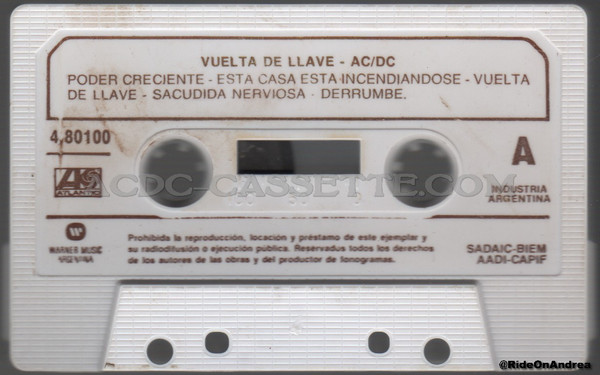 VUELTA DE LLAVE - AC/DC
PODER CRECIENTE - ESTA CASA ESTA INCENDIANDOSE - VUELTA
DE LLAVE - SACUDIDA NERVIOSA - DERRUMBE.
4,80100
A
ATLANTIC
ACDC-CASSETTE.COM
INDUSTRIA
ARGENTINA
WARNER MUSIC
ARGENTINA
Prohibida la reproducción, locación y préstamo de este ejemplar y
su radiodifusión o ejecución pública. Reservados todos los derechos
de los autores de las obras y del productor de fonogramas.
SADAIC-BIEM
AADI-CAPIF
@RideOnAndrea